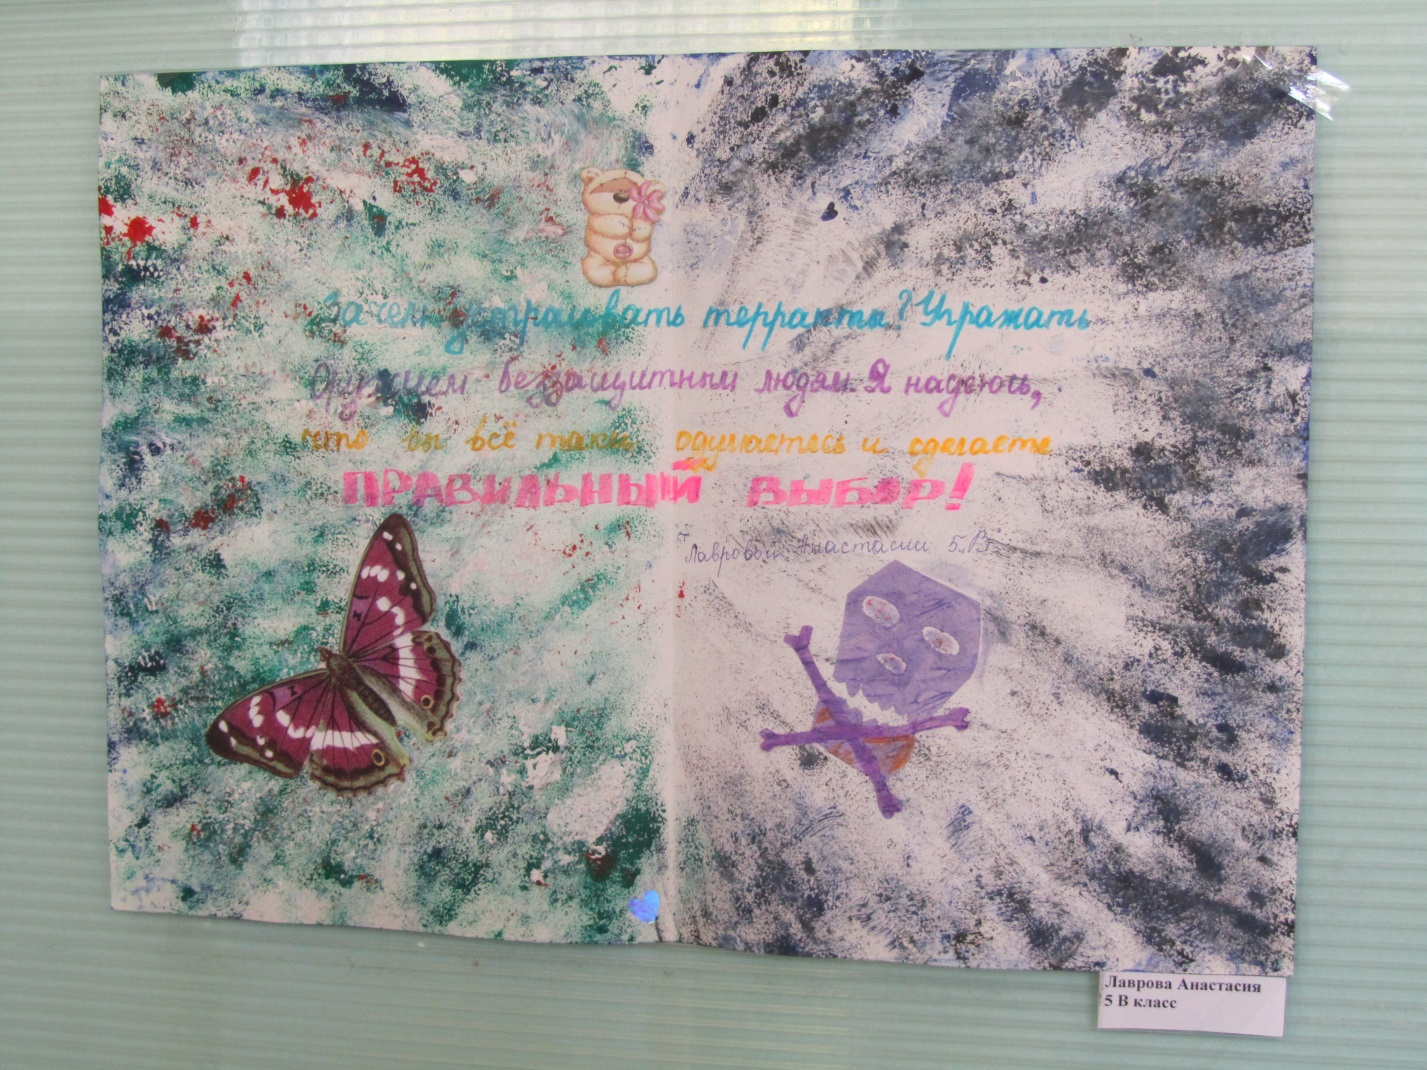 Зачем устраивать терракты? Угражать
Оружием беззащитным людям. Я надеюсь,
что вы всё таки одумаетесь и сделаете
ПРАВИЛЬНЫЙ ВЫБОР!
Лавровой Анастасии 5"В"
Лаврова Анастасия
5 В класс